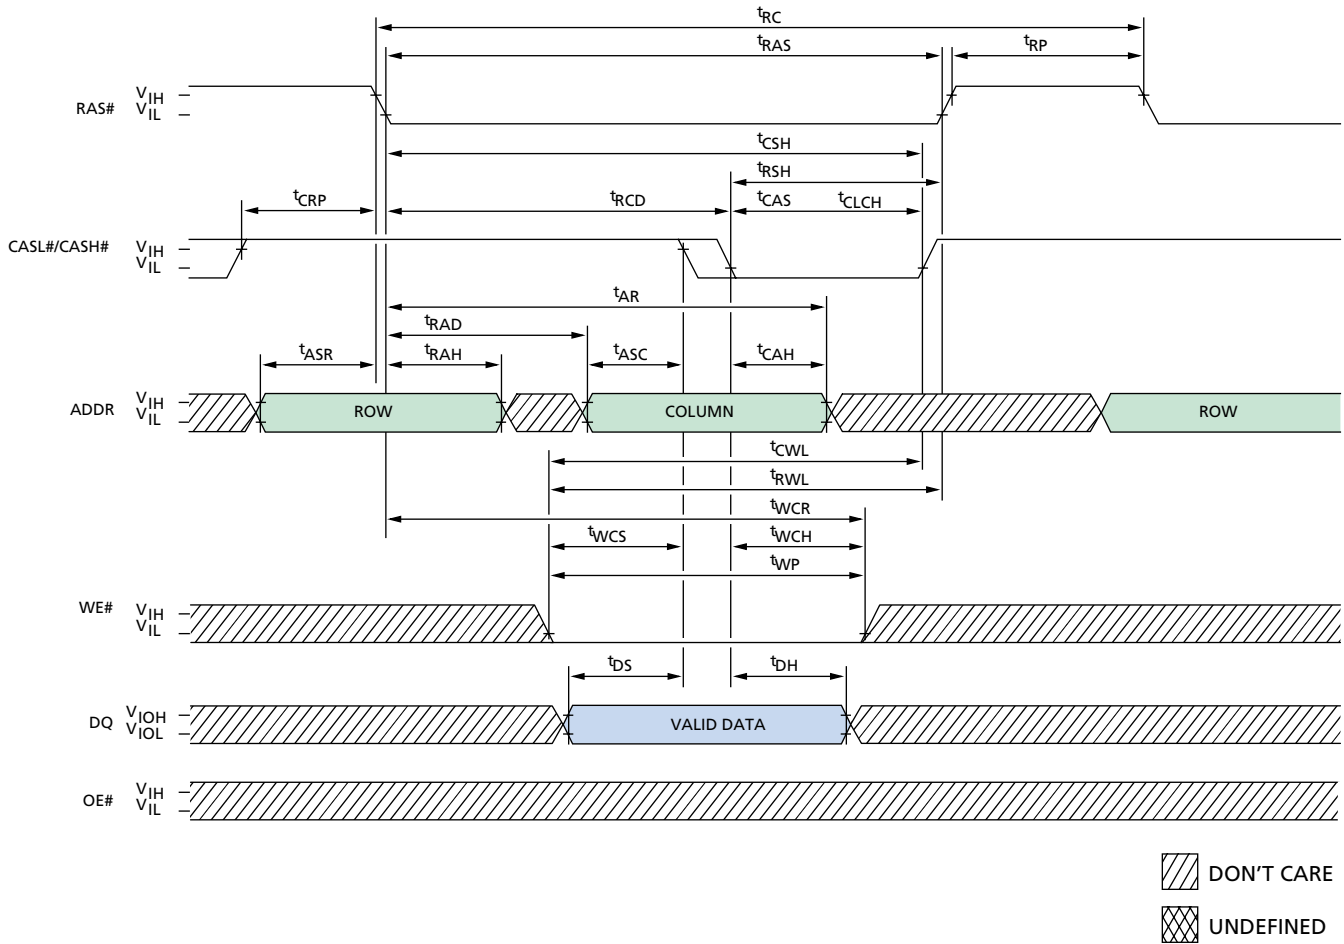 tRC
tRAS
tRP
RAS#
VIH
VIL
tCSH
tRSH
tCRP
tRCD
tCAS
tCLCH
CASL#/CASH#
VIH
VIL
tAR
tRAD
tASR
tRAH
tASC
tCAH
ADDR
VIH
VIL
ROW
COLUMN
ROW
tCWL
tRWL
tWCR
tWCS
tWCH
tWP
WE#
VIH
VIL
tDS
tDH
DQ
VIOH
VIOL
VALID DATA
OE#
VIH
VIL
DON'T CARE
UNDEFINED